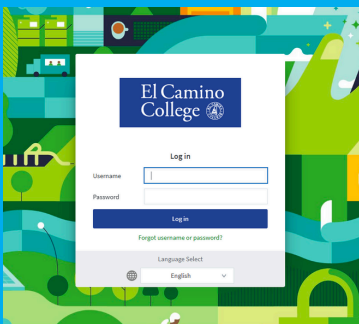 El Camino
College
Log in
Username
Password
Log in
Forgot username or password?
Language Select
English